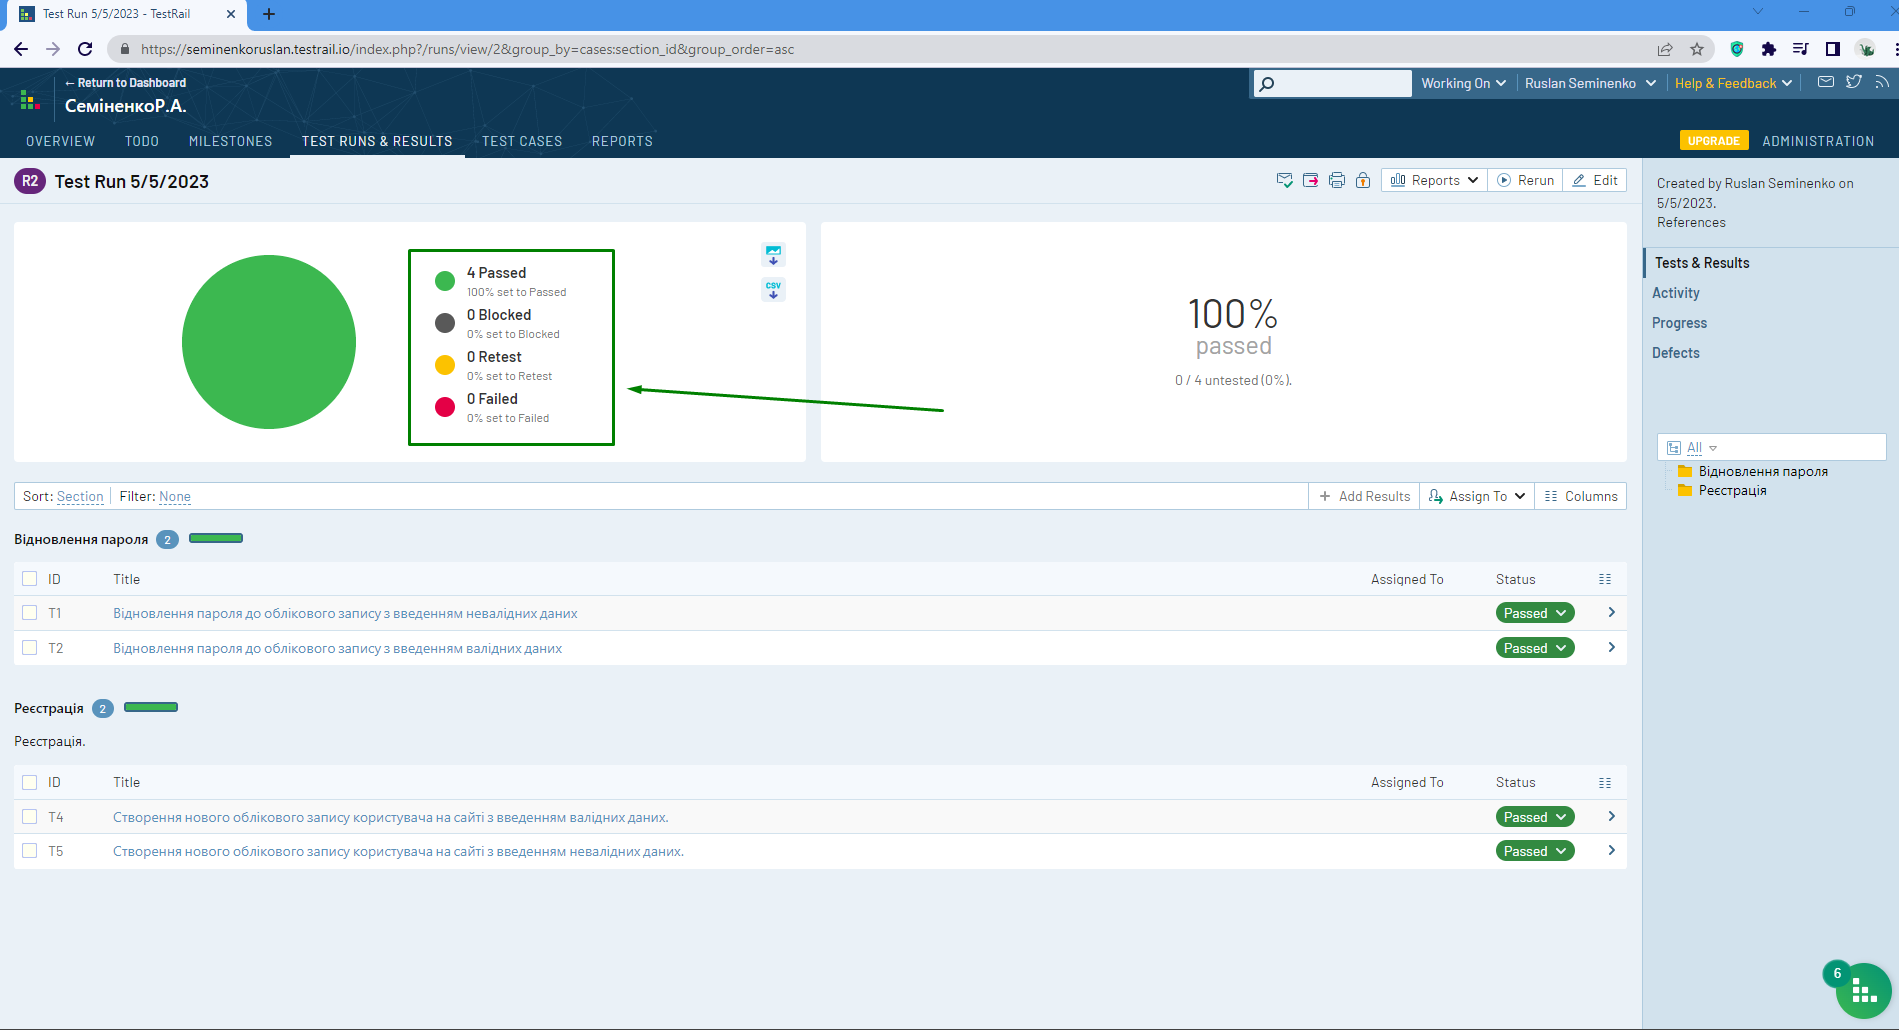 Test Run 5/5/2023 - TestRail
https://seminenkoruslan.testrail.io/index.php?/runs/view/2&group_by=cases:section_id&group_order=asc
← Return to Dashboard
СеміненкоР.А.
Working On
Ruslan Seminenko
Help & Feedback
OVERVIEW TODO MILESTONES TEST RUNS & RESULTS TEST CASES REPORTS
UPGRADE ADMINISTRATION
R2 Test Run 5/5/2023
Reports Rerun Edit
4 Passed
100% set to Passed
0 Blocked
0% set to Blocked
0 Retest
0% set to Retest
0 Failed
0% set to Failed
CSV
100%
passed
0 / 4 untested (0%).
Created by Ruslan Seminenko on
5/5/2023.
References
Tests & Results
Activity
Progress
Defects
All
Відновлення пароля
Реєстрація
Sort: Section Filter: None
Add Results Assign To Columns
Відновлення пароля 2
ID Title Assigned To Status
T1 Відновлення пароля до облікового запису з введенням невалідних даних Passed
T2 Відновлення пароля до облікового запису з введенням валідних даних Passed
Реєстрація 2
Реєстрація.
ID Title Assigned To Status
T4 Створення нового облікового запису користувача на сайті з введенням валідних даних. Passed
T5 Створення нового облікового запису користувача на сайті з введенням невалідних даних. Passed
6